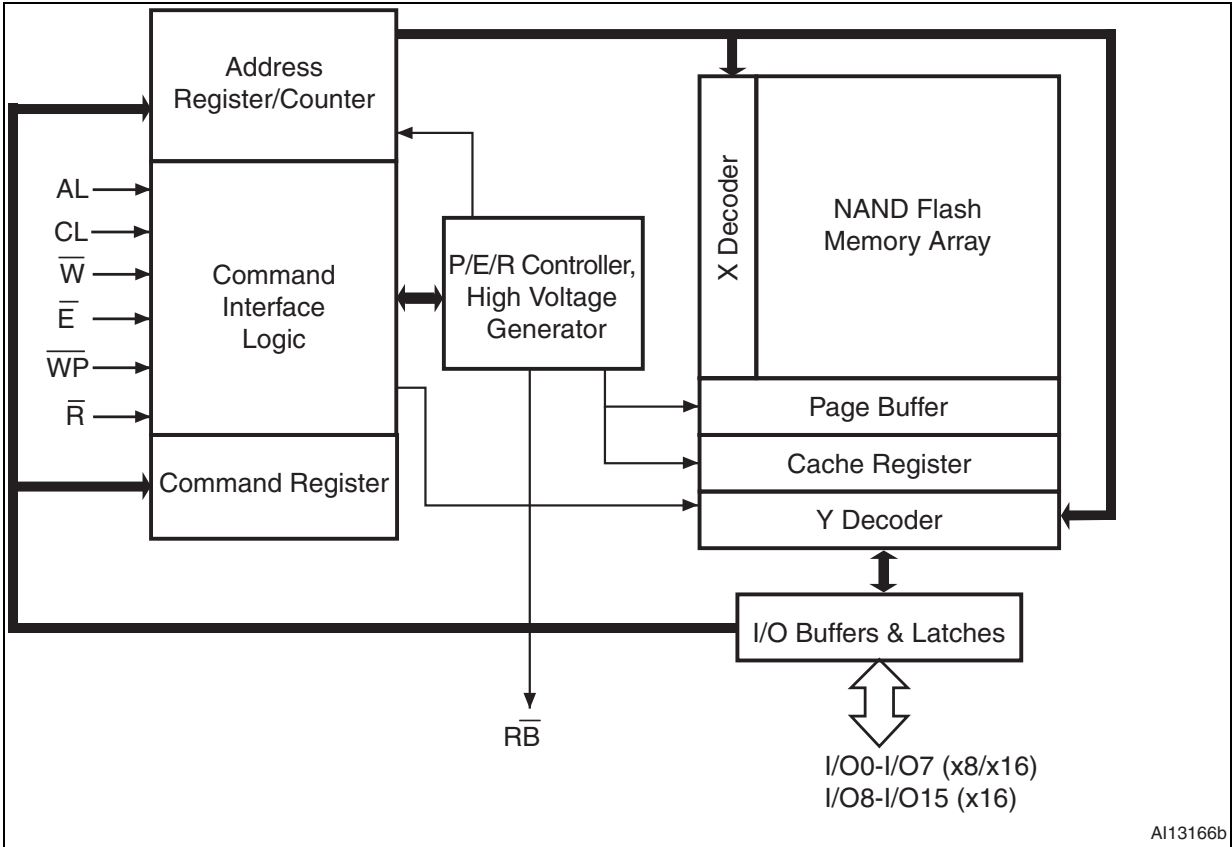 Address
Register/Counter
AL
CL
W̅
E̅
W̅P̅
R̅
Command
Interface
Logic
Command Register
P/E/R Controller,
High Voltage
Generator
RB̅
X Decoder
NAND Flash
Memory Array
Page Buffer
Cache Register
Y Decoder
I/O Buffers & Latches
I/O0-I/O7 (x8/x16)
I/O8-I/O15 (x16)
AI13166b